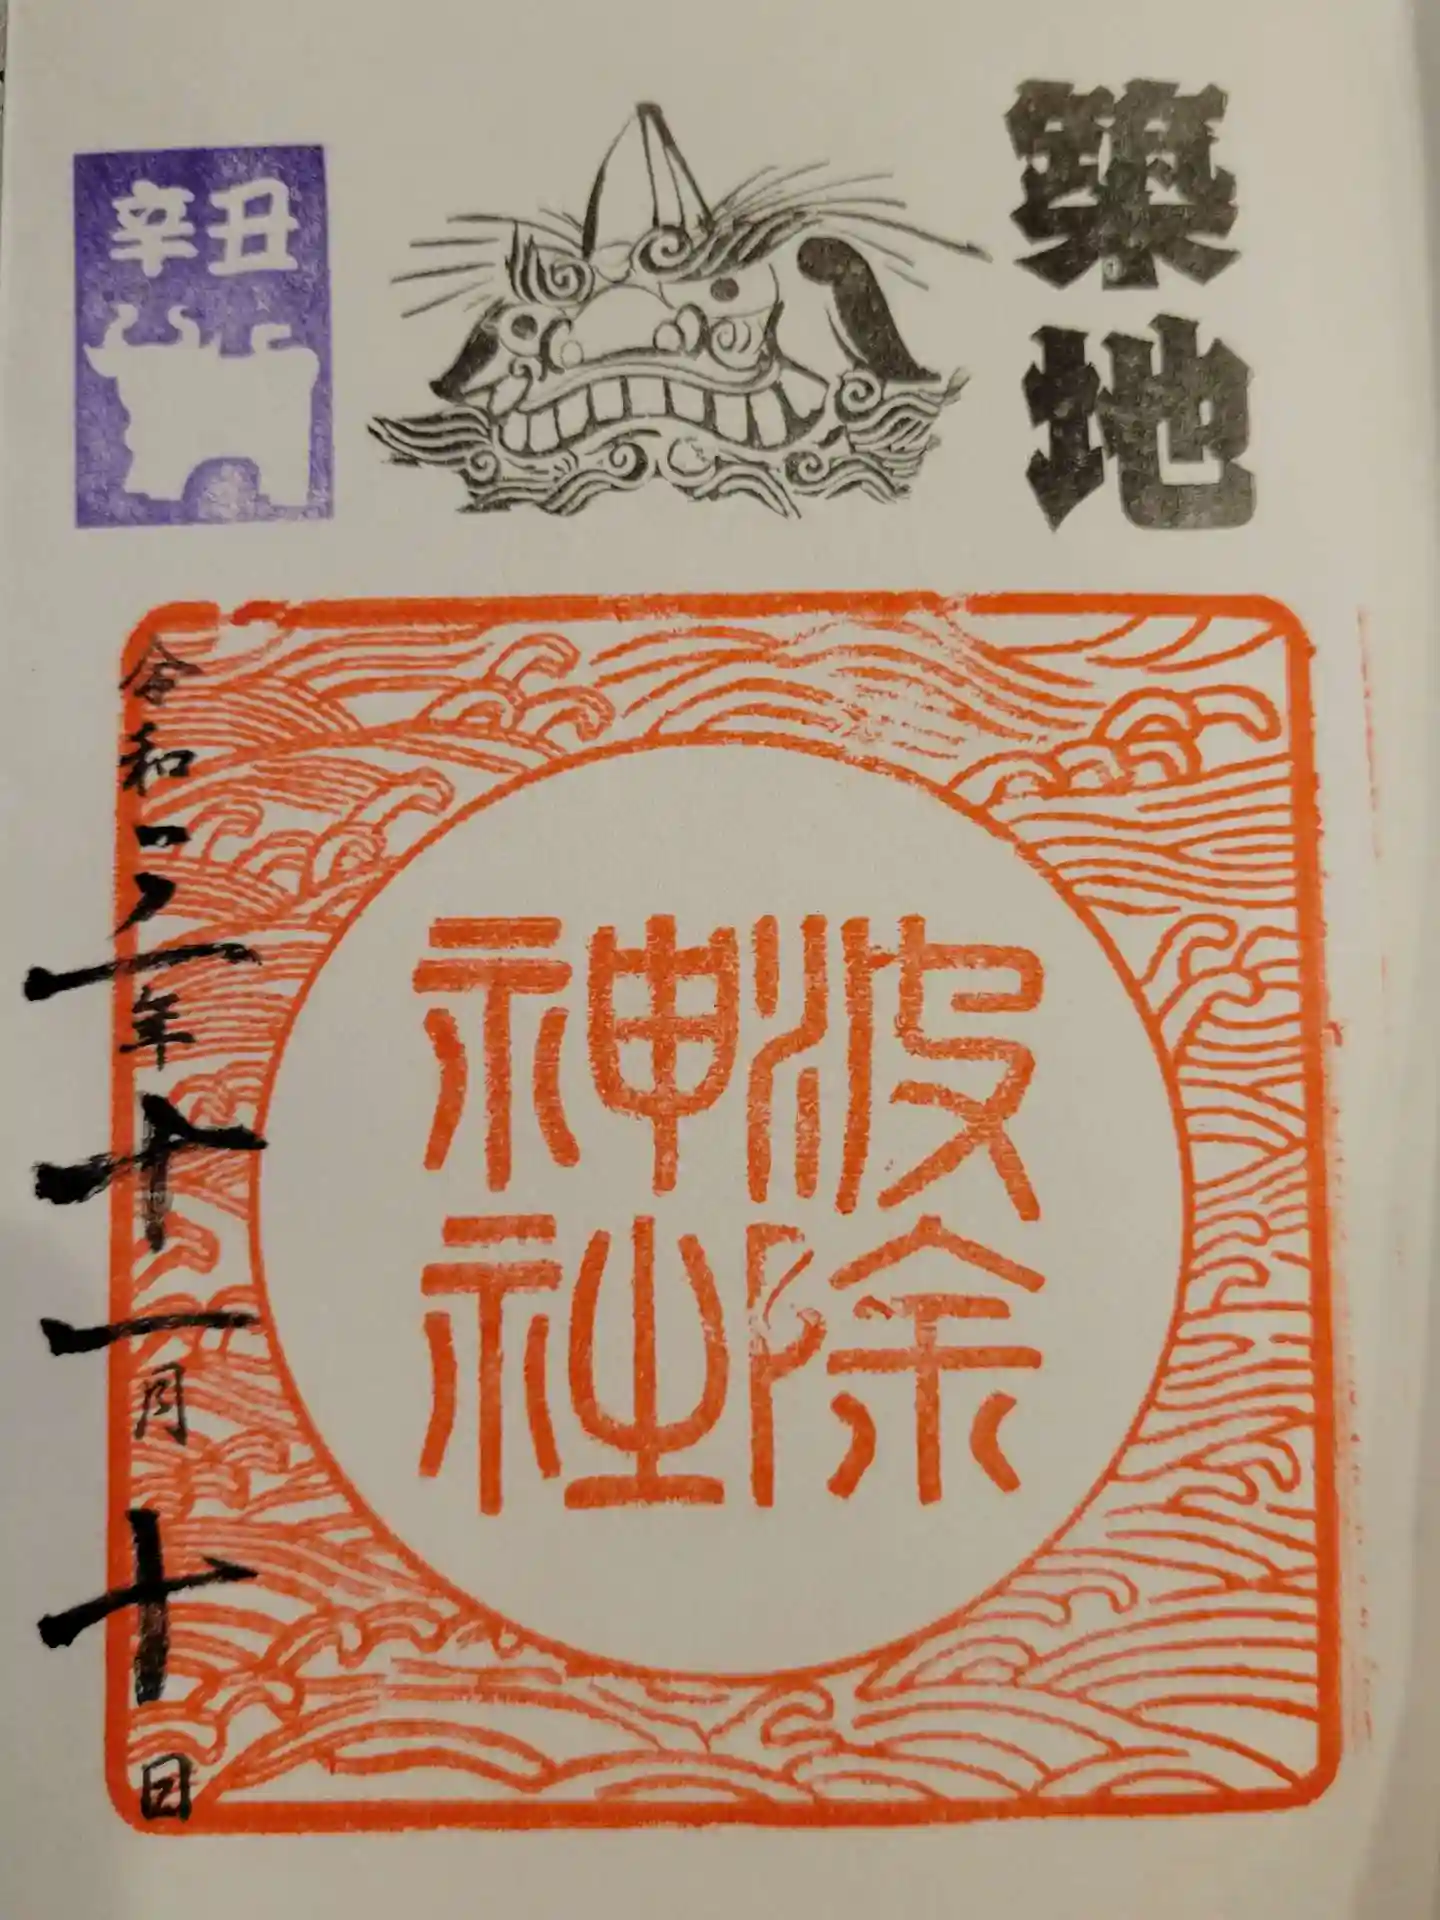 築地
辛丑
波除
神社
令和三年十一月十日